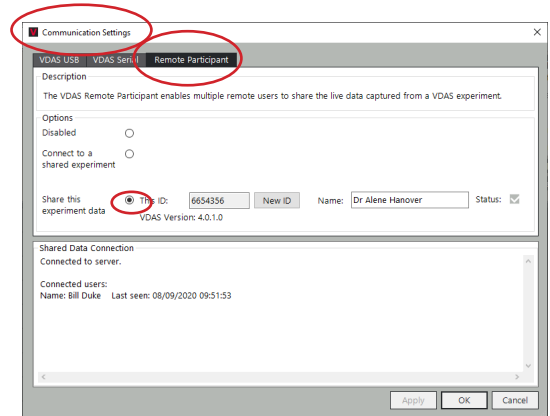 V Communication Settings
VDAS USB VDAS Serial Remote Participant
Description
The VDAS Remote Participant enables multiple remote users to share the live data captured from a VDAS experiment.
Options
Disabled
Connect to a
shared experiment
Share this
experiment data
This ID: 6654356 New ID Name: Dr Alene Hanover Status:
VDAS Version: 4.0.1.0
Shared Data Connection
Connected to server.
Connected users:
Name: Bill Duke Last seen: 08/09/2020 09:51:53
Apply OK Cancel